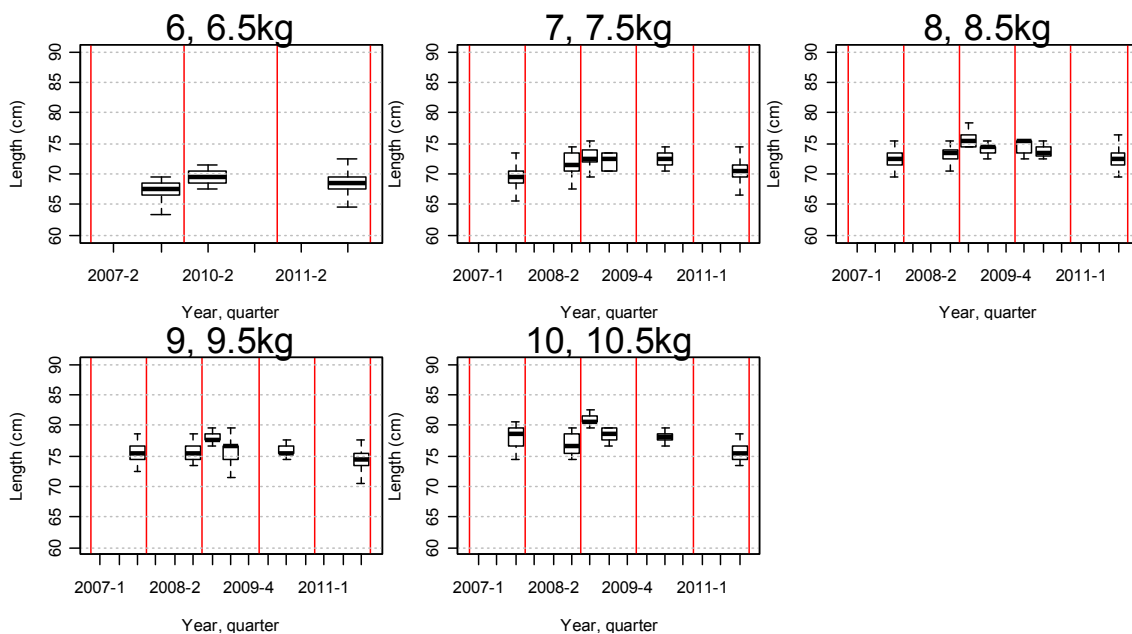 6, 6.5kg
7, 7.5kg
8, 8.5kg
Length (cm)
60 65 70 75 80 85 90
2007-2 2010-2 2011-2
Year, quarter
Length (cm)
60 65 70 75 80 85 90
2007-1 2008-2 2009-4 2011-1
Year, quarter
Length (cm)
60 65 70 75 80 85 90
2007-1 2008-2 2009-4 2011-1
Year, quarter
9, 9.5kg
10, 10.5kg
Length (cm)
60 65 70 75 80 85 90
2007-1 2008-2 2009-4 2011-1
Year, quarter
Length (cm)
60 65 70 75 80 85 90
2007-1 2008-2 2009-4 2011-1
Year, quarter